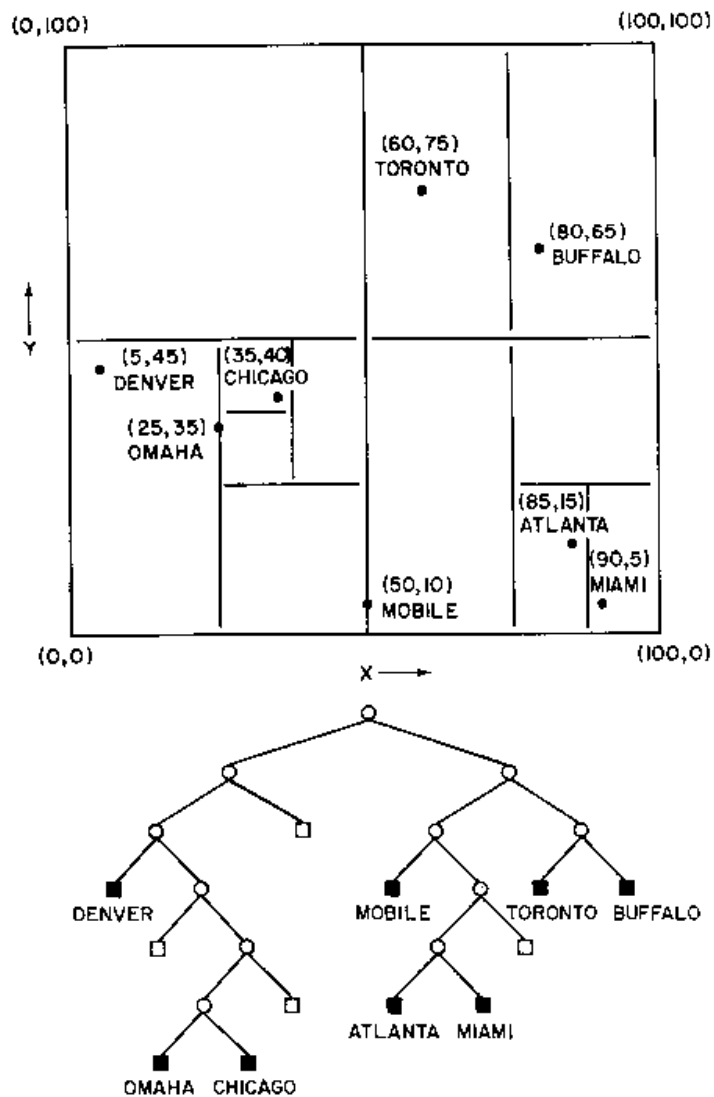 (0,100)
(100,100)
(60,75)
TORONTO
(80,65)
BUFFALO
Y
(5,45)
DENVER
(35,40)
CHICAGO
(25,35)
OMAHA
(85,15)
ATLANTA
(50,10)
MOBILE
(90,5)
MIAMI
(0,0)
X
(100,0)
DENVER
MOBILE
TORONTO
BUFFALO
ATLANTA
MIAMI
OMAHA
CHICAGO